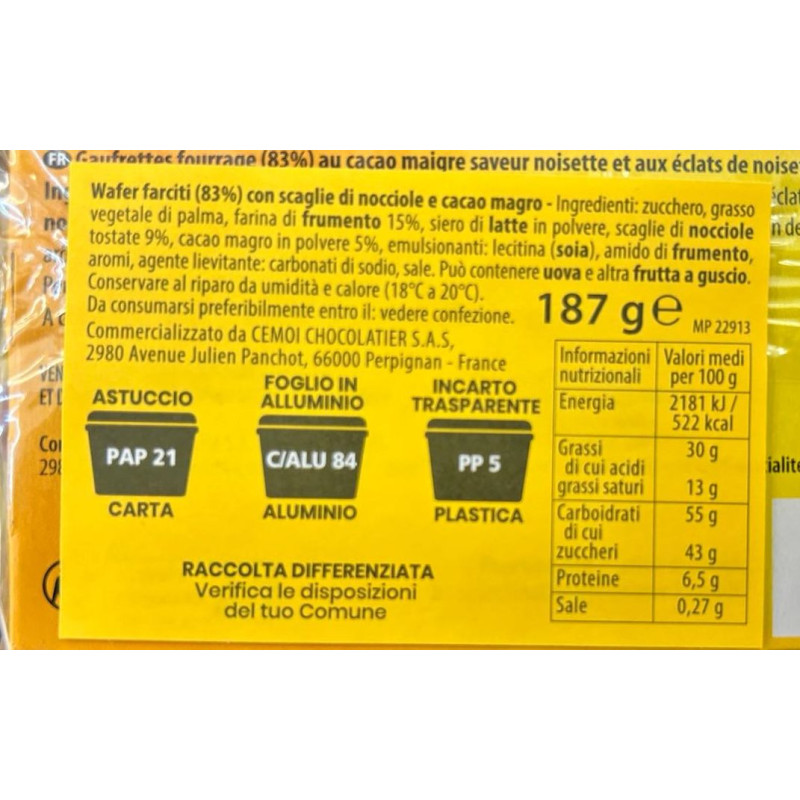 FR Gaufrettes fourrage (83%) au cacao maigre saveur noisette et aux éclats de
Wafer farciti (83%) con scaglie di nocciole e cacao magro - Ingredienti: zucchero, grasso
vegetale di palma, farina di frumento 15%, siero di latte in polvere, scaglie di nocciole
tostate 9%, cacao magro in polvere 5%, emulsionanti: lecitina (soia), amido di frumento,
aromi, agente lievitante: carbonati di sodio, sale. Può contenere uova e altra frutta a guscio.
Conservare al riparo da umidità e calore (18°C a 20°C).
Da consumarsi preferibilmente entro il: vedere confezione.
187 g e
MP 22913
Commercializzato da CEMOI CHOCOLATIER S.A.S,
2980 Avenue Julien Panchot, 66000 Perpignan - France
ASTUCCIO
PAP 21
CARTA
FOGLIO IN
ALLUMINIO
C/ALU 84
ALUMINIO
INCARTO
TRASPARENTE
PP 5
PLASTICA
RACCOLTA DIFFERENZIATA
Verifica le disposizioni
del tuo Comune
Informazioni nutrizionali Valori medi per 100 g
Energia 2181 kJ / 522 kcal
Grassi 30 g
di cui acidi
grassi saturi 13 g
Carboidrati 55 g
di cui
zuccheri 43 g
Proteine 6,5 g
Sale 0,27 g